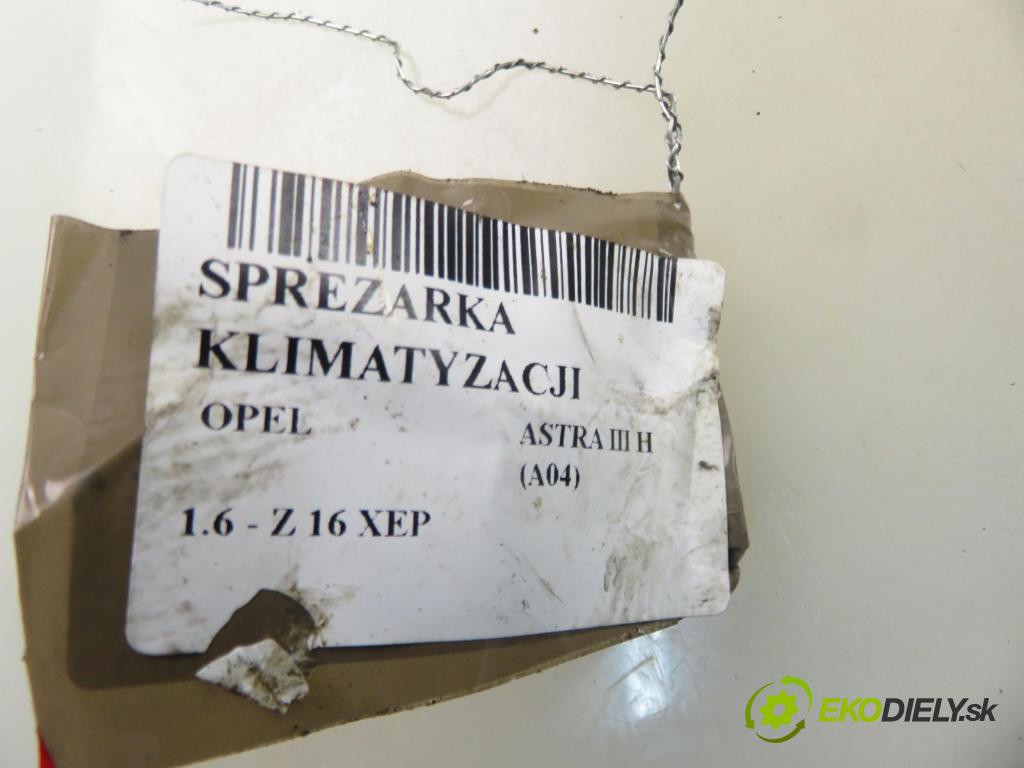 SPREZARKA
KLIMATYZACJI
OPEL
ASTRA III H
(A04)
1.6 - Z 16 XEP
EKODIELY.sk